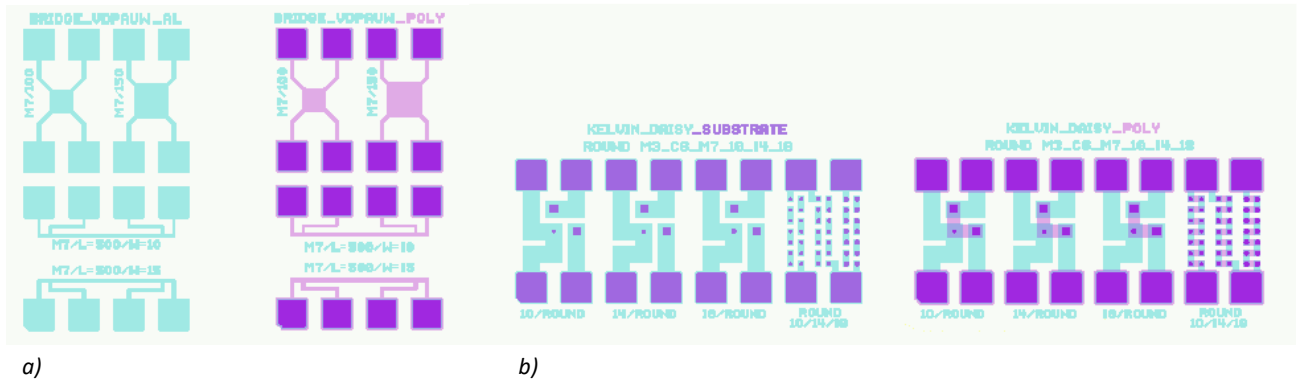 BRIDGE_VDPAUW_AL
M7/100
M7/150
M7/L=500/W=10
M7/L=500/W=15
BRIDGE_VDPAUW_POLY
M7/100
M7/150
M7/L=500/W=10
M7/L=500/W=15
a)
KELVIN_DAISY_SUBSTRATE
ROUND M3_C6_M7_10_14_18
10/ROUND
14/ROUND
18/ROUND
ROUND
10/14/18
KELVIN_DAISY_POLY
ROUND M3_C6_M7_10_14_18
10/ROUND
14/ROUND
18/ROUND
ROUND
10/14/18
b)